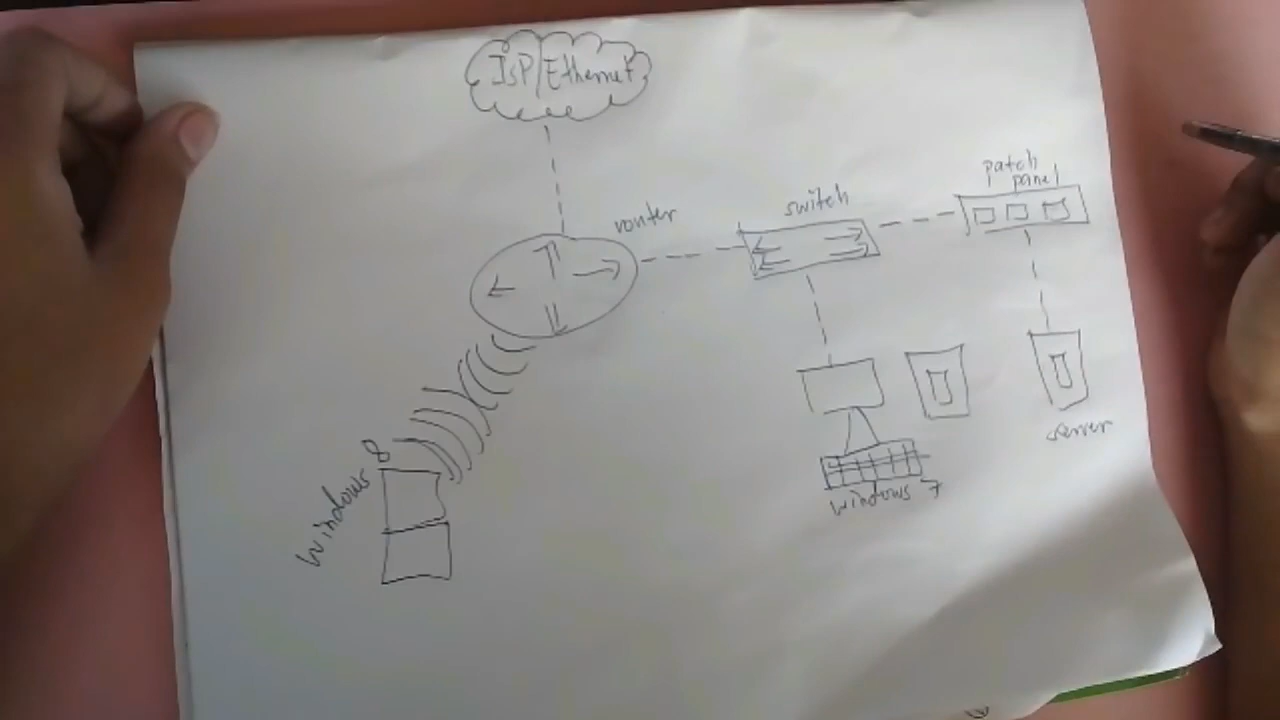 IsP/Ethernet
router
switch
patch
panel
server
windows 7
windows 8